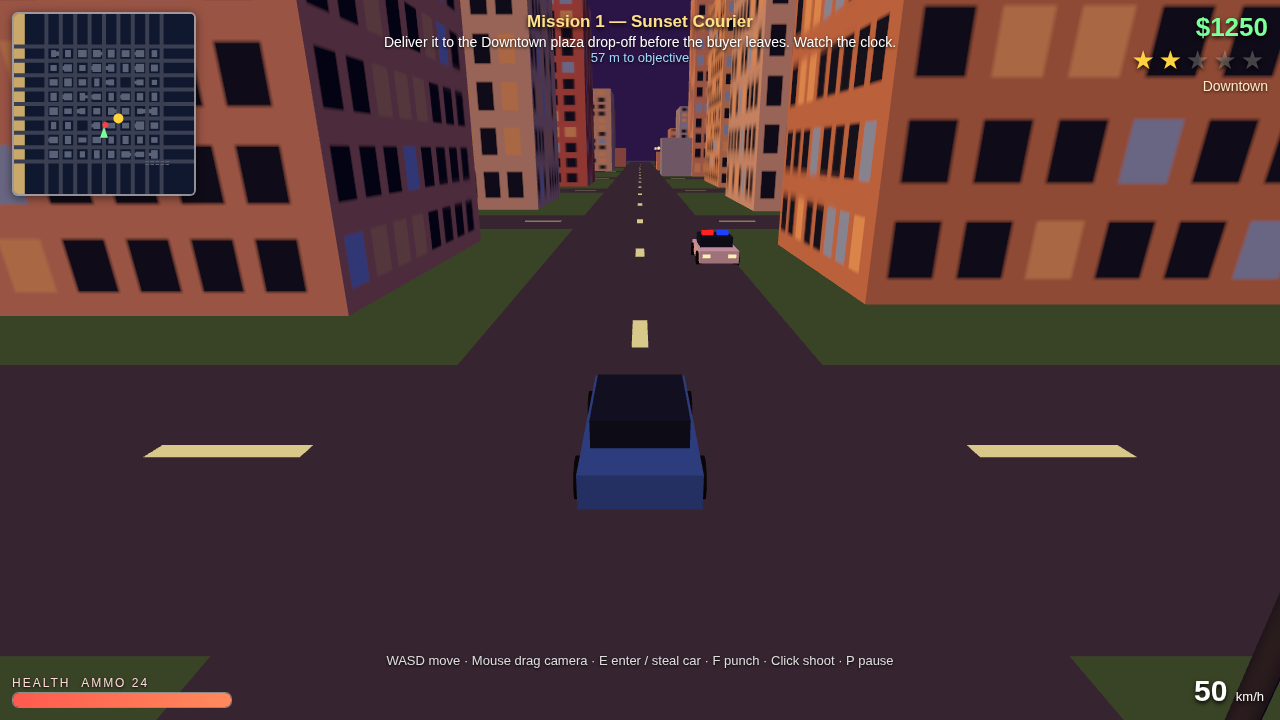 Mission 1 — Sunset Courier
Deliver it to the Downtown plaza drop-off before the buyer leaves. Watch the clock.
57 m to objective
$1250
Downtown
WASD move · Mouse drag camera · E enter / steal car · F punch · Click shoot · P pause
HEALTH AMMO 24
50 km/h